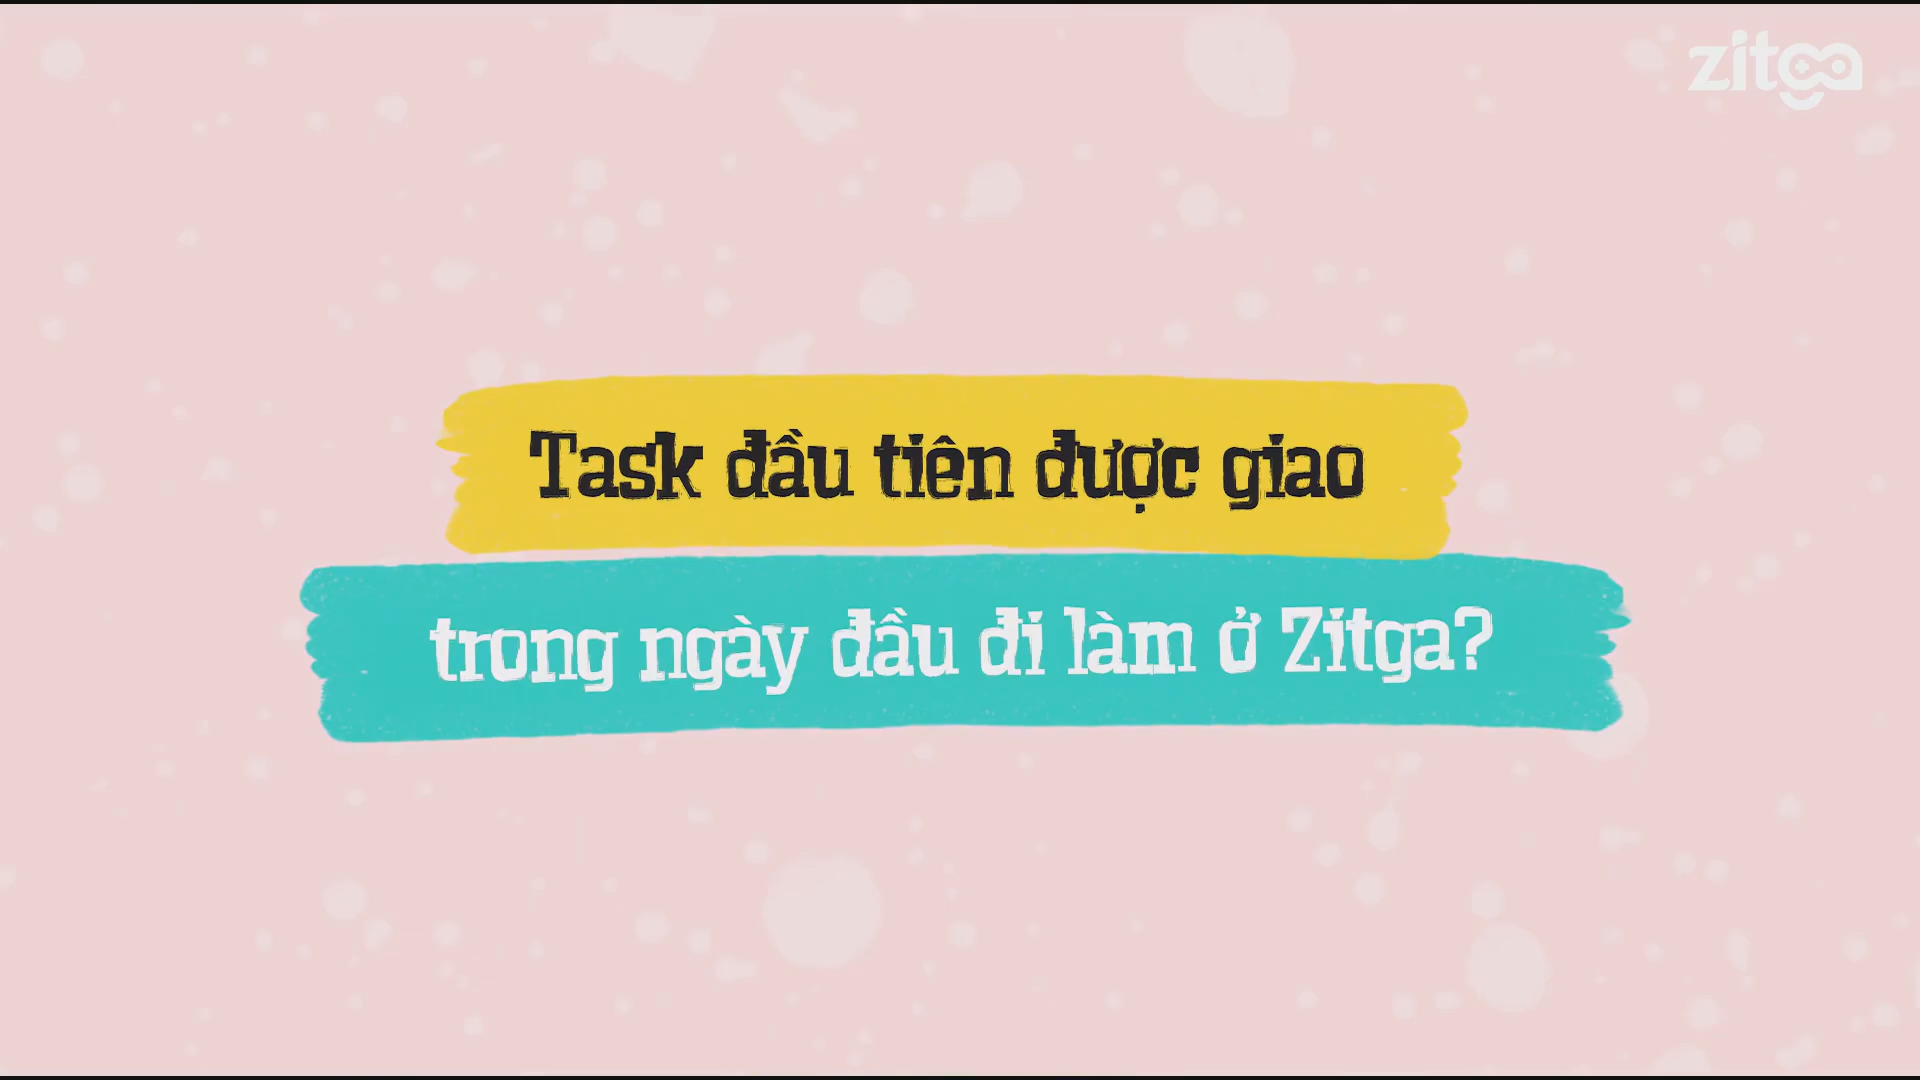 zitga
Task đầu tiên được giao
trong ngày đầu đi làm ở Zitga?